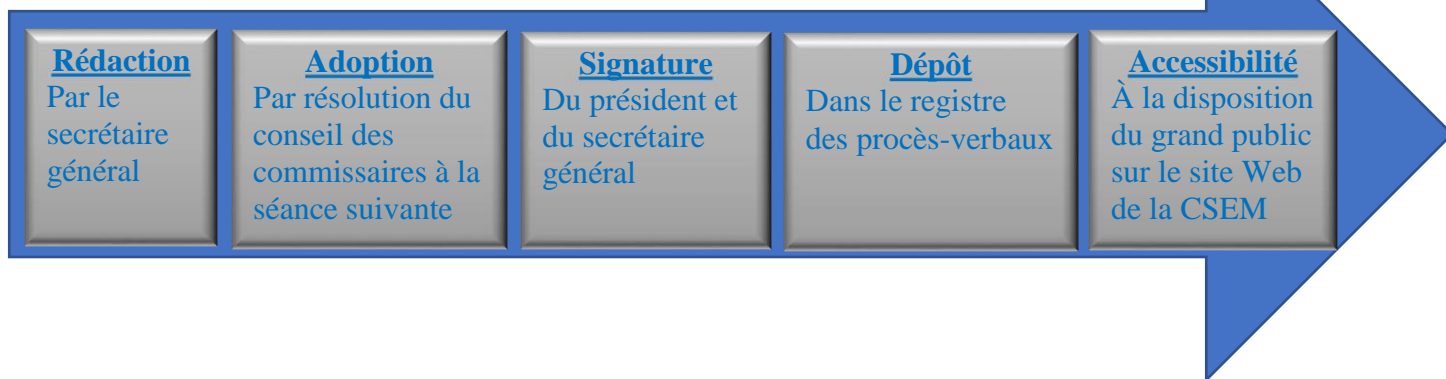 Rédaction
Par le
secrétaire
général
Adoption
Par résolution du
conseil des
commissaires à la
séance suivante
Signature
Du président et
du secrétaire
général
Dépôt
Dans le registre
des procès-verbaux
Accessibilité
À la disposition
du grand public
sur le site Web
de la CSEM